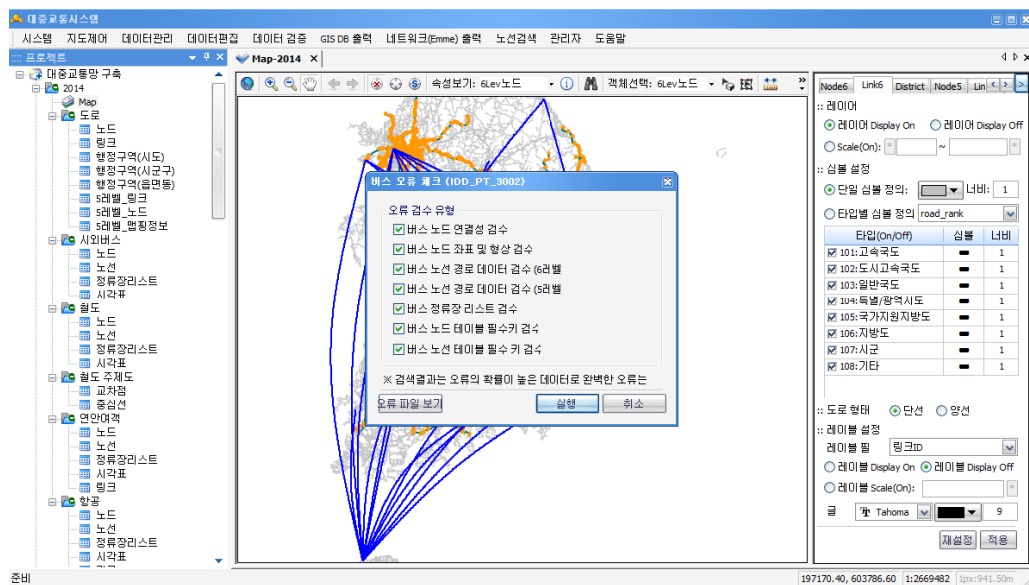 대중교통시스템
시스템 지도제어 데이터관리 데이터편집 데이터 검증 GIS DB 출력 네트워크(Emme) 출력 노선검색 관리자 도움말
프로젝트
Map-2014
대중교통망 구축
2014
Map
도로
노드
링크
행정구역(시도)
행정구역(시군구)
행정구역(읍면동)
5레벨_링크
5레벨_노드
5레벨_맵핑정보
시외버스
노드
노선
정류장리스트
시각표
철도
노드
노선
정류장리스트
시각표
철도 주제도
교차점
중심선
연안여객
노드
노선
정류장리스트
시각표
링크
항공
노드
노선
정류장리스트
시각표
속성보기: 6Lev노드 객체선택: 6Lev노드
버스 오류 체크 (IDD_PT_3002)
오류 검수 유형
버스 노드 연결성 검수
버스 노드 좌표 및 형상 검수
버스 노선 경로 데이터 검수 (6러벨
버스 노선 경로 데이터 검수 (5러벨
버스 정류장 리스트 검수
버스 노드 테이블 필수키 검수
버스 노선 테이블 필수 키 검수
※ 검색결과는 오류의 확률이 높은 데이터로 완벽한 오류는
오류 파일 보기 실행 취소
Node6 Link6 District Node5 Lin
:: 레이어
레이어 Display On 레이어 Display Off
Scale(On): ~
:: 심볼 설정
단일 심볼 정의: 너비: 1
타입별 심볼 정의 road_rank
타입(On/Off) 심볼 너비
101:고속국도 1
102:도시고속국도 1
103:일반국도 1
104:특별/광역시도 1
105:국가지원지방도 1
106:지방도 1
107:시군 1
108:기타 1
:: 도로 형태 단선 양선
:: 레이블 설정
레이블 필 링크ID
레이블 Display On 레이블 Display Off
레이블 Scale(On):
글 Tahoma 9
재설정 적용
준비 197170.40, 603786.60 1:2669482 1px:941.50m